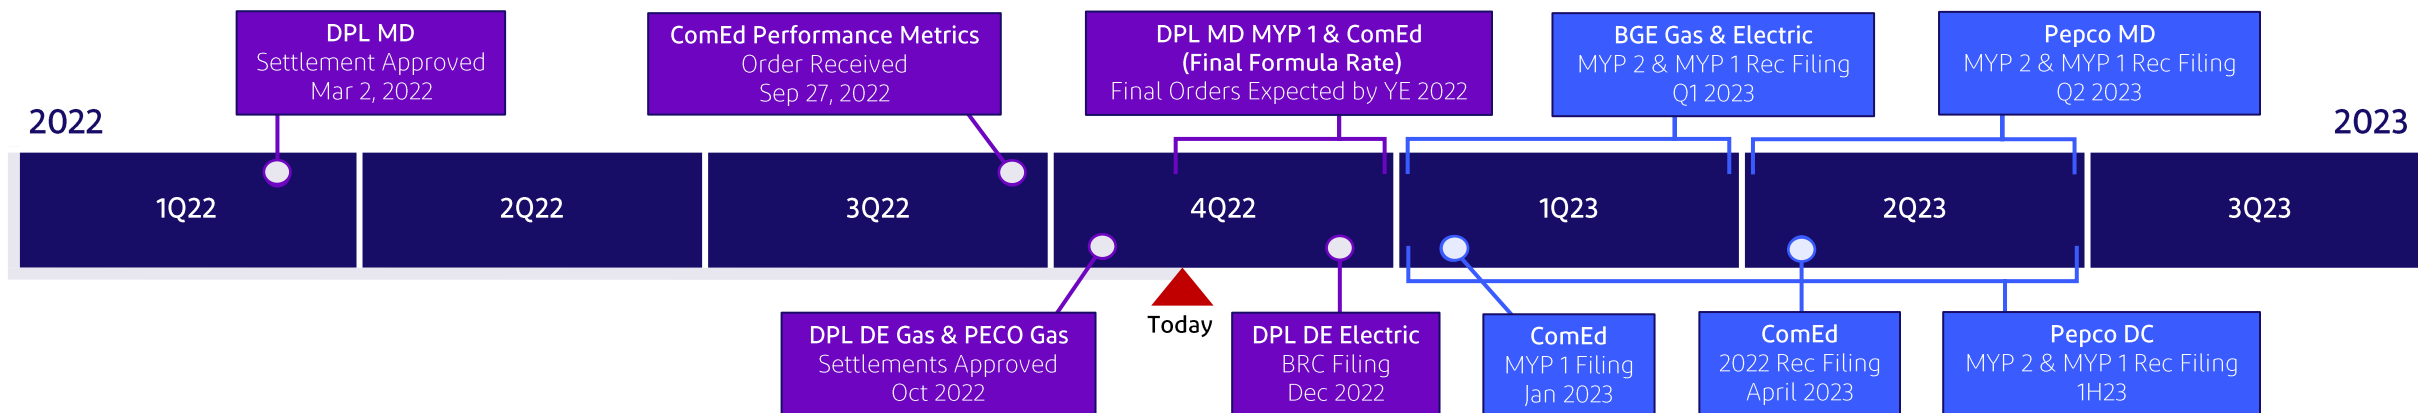 DPL MD
Settlement Approved
Mar 2, 2022
ComEd Performance Metrics
Order Received
Sep 27, 2022
DPL MD MYP 1 & ComEd
(Final Formula Rate)
Final Orders Expected by YE 2022
BGE Gas & Electric
MYP 2 & MYP 1 Rec Filing
Q1 2023
Pepco MD
MYP 2 & MYP 1 Rec Filing
Q2 2023
2022
2023
1Q22
2Q22
3Q22
4Q22
1Q23
2Q23
3Q23
DPL DE Gas & PECO Gas
Settlements Approved
Oct 2022
Today
DPL DE Electric
BRC Filing
Dec 2022
ComEd
MYP 1 Filing
Jan 2023
ComEd
2022 Rec Filing
April 2023
Pepco DC
MYP 2 & MYP 1 Rec Filing
1H23